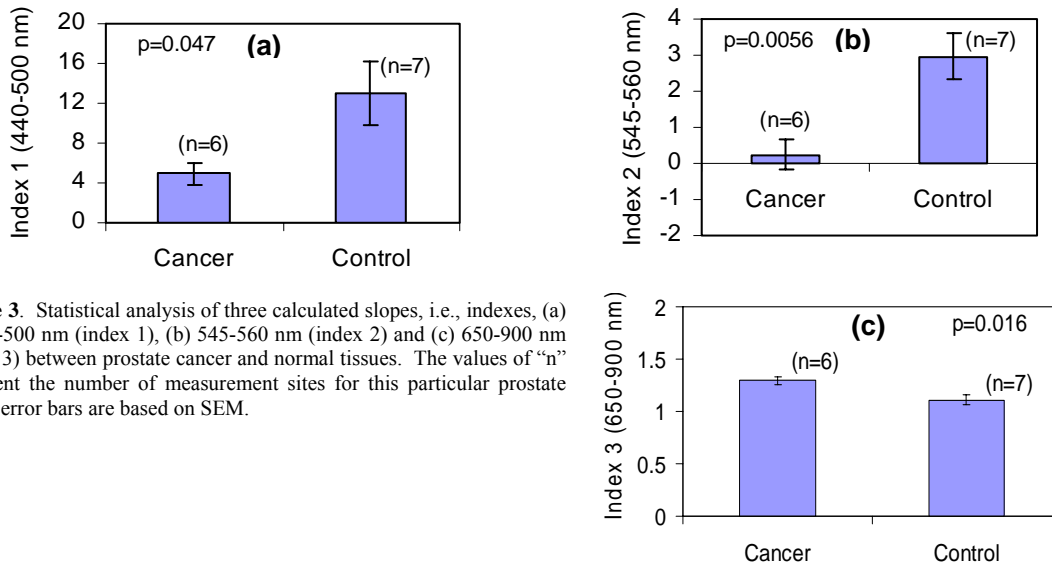 20
16
12
8
4
0
Index 1 (440-500 nm)
p=0.047
(a)
(n=6)
(n=7)
Cancer
Control
4
3
2
1
0
-1
-2
Index 2 (545-560 nm)
p=0.0056
(b)
(n=6)
(n=7)
Cancer
Control
3. Statistical analysis of three calculated slopes, i.e., indexes, (a)
-500 nm (index 1), (b) 545-560 nm (index 2) and (c) 650-900 nm
3) between prostate cancer and normal tissues. The values of “n”
ent the number of measurement sites for this particular prostate
error bars are based on SEM.
2
1.5
1
0.5
0
Index 3 (650-900 nm)
(c)
p=0.016
(n=6)
(n=7)
Cancer
Control